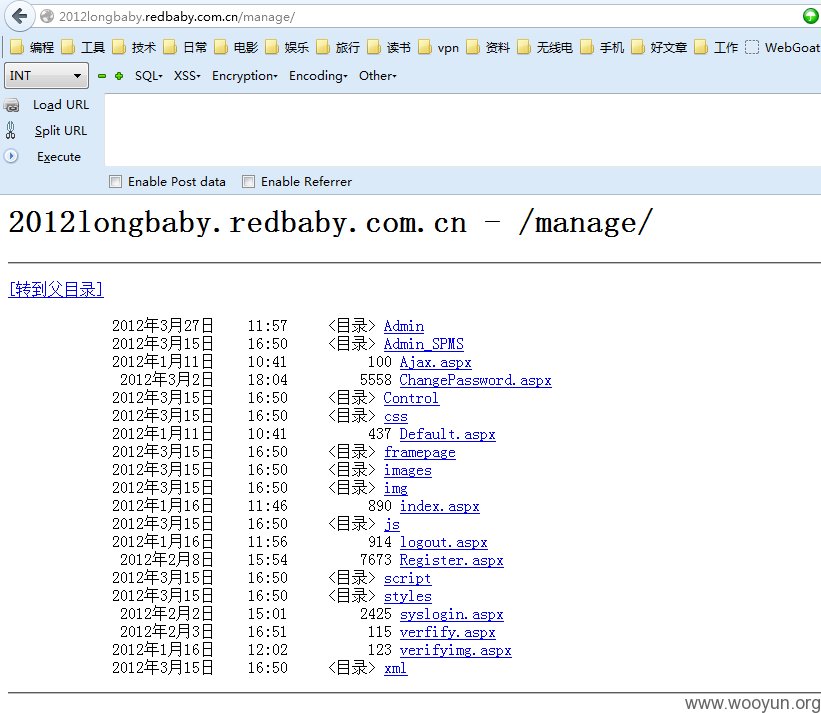 2012longbaby.redbaby.com.cn/manage/
编程 工具 技术 日常 电影 娱乐 旅行 读书 vpn 资料 无线电 手机 好文章 工作 WebGoat
INT SQL- XSS- Encryption- Encoding- Other-
Load URL
Split URL
Execute
Enable Post data Enable Referrer
2012longbaby.redbaby.com.cn - /manage/
[转到父目录]
2012年3月27日 11:57 <目录> Admin
2012年3月15日 16:50 <目录> Admin_SPMS
2012年1月11日 10:41 100 Ajax.aspx
2012年3月2日 18:04 5558 ChangePassword.aspx
2012年3月15日 16:50 <目录> Control
2012年3月15日 16:50 <目录> css
2012年1月11日 10:41 437 Default.aspx
2012年3月15日 16:50 <目录> framepage
2012年3月15日 16:50 <目录> images
2012年3月15日 16:50 <目录> img
2012年1月16日 11:46 890 index.aspx
2012年3月15日 16:50 <目录> js
2012年1月16日 11:56 914 logout.aspx
2012年2月8日 15:54 7673 Register.aspx
2012年3月15日 16:50 <目录> script
2012年3月15日 16:50 <目录> styles
2012年2月2日 15:01 2425 syslogin.aspx
2012年2月3日 16:51 115 verfify.aspx
2012年1月16日 12:02 123 verifyimg.aspx
2012年3月15日 16:50 <目录> xml
www.wooyun.org